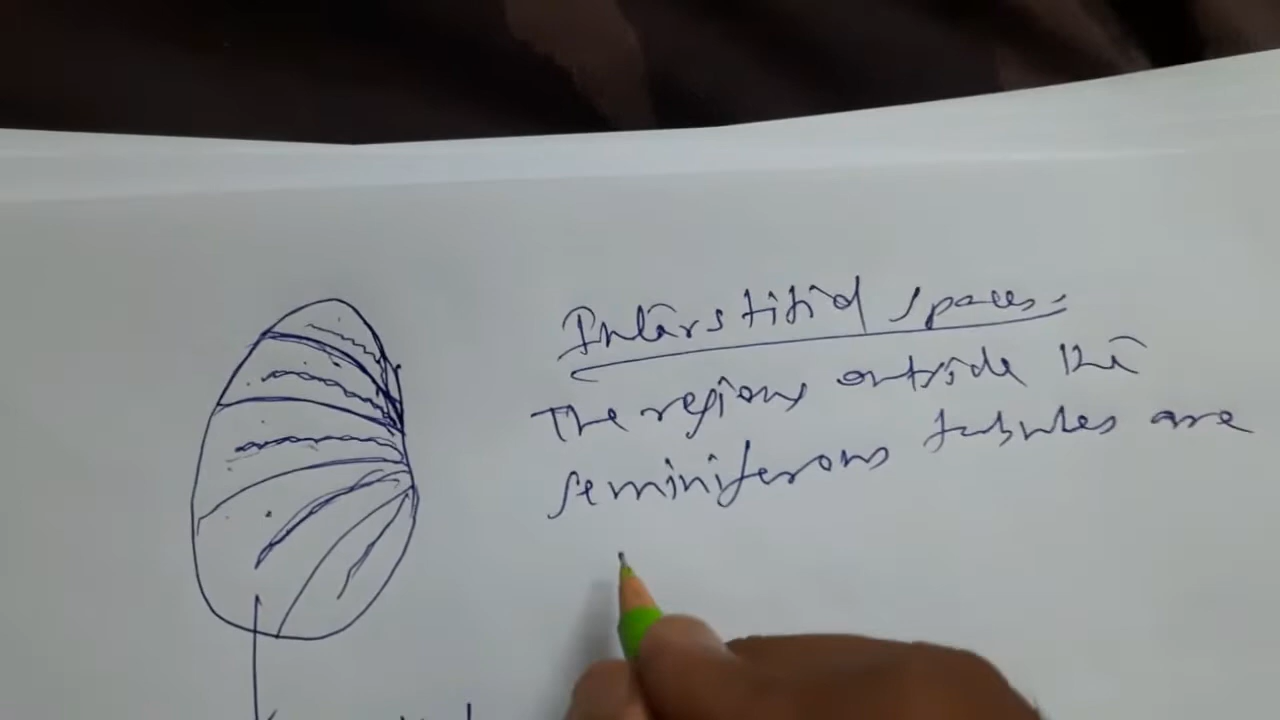 Interstitial spaces
The regions outside the
seminiferous tubules are